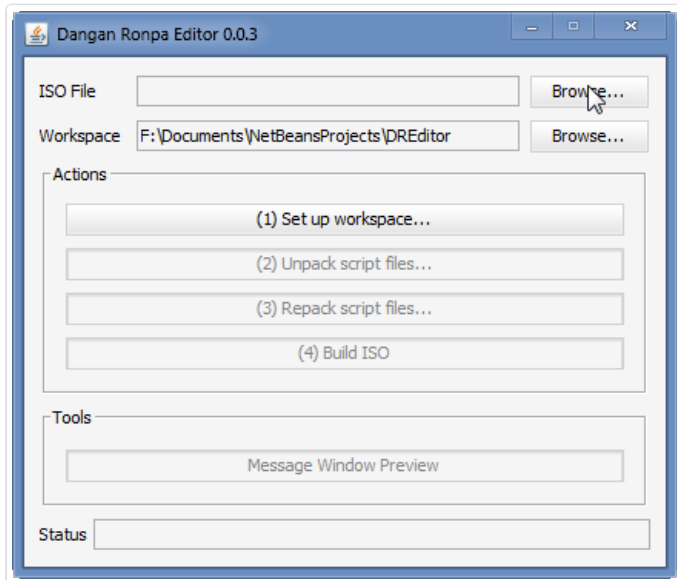 Dangan Ronpa Editor 0.0.3
ISO File Browse...
Workspace F:\Documents\NetBeansProjects\DREditor Browse...
Actions
(1) Set up workspace...
(2) Unpack script files...
(3) Repack script files...
(4) Build ISO
Tools
Message Window Preview
Status